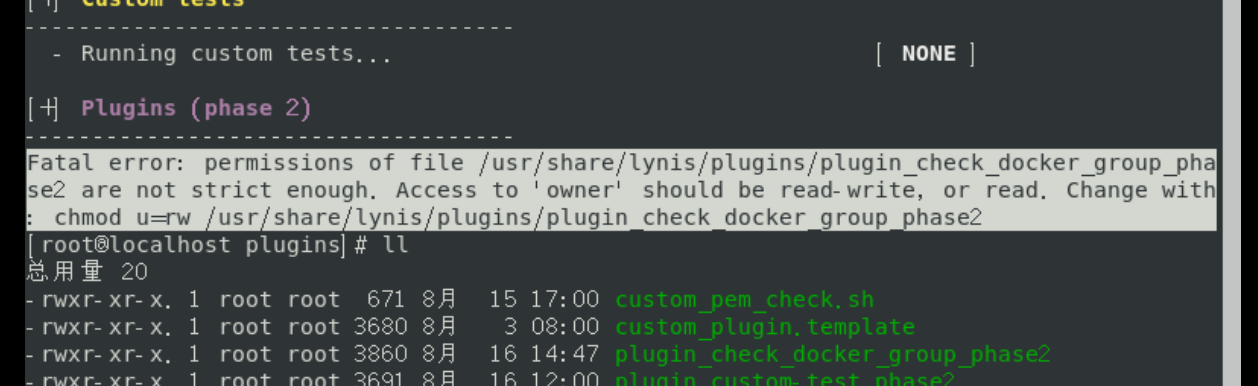 [+] Custom tests
------------------------------------
  - Running custom tests...                                     [ NONE ]
[+] Plugins (phase 2)
------------------------------------
Fatal error: permissions of file /usr/share/lynis/plugins/plugin_check_docker_group_pha
se2 are not strict enough. Access to 'owner' should be read-write, or read. Change with
: chmod u=rw /usr/share/lynis/plugins/plugin_check_docker_group_phase2
[root@localhost plugins]# ll
总用量 20
-rwxr-xr-x. 1 root root  671 8月  15 17:00 custom_pem_check.sh
-rwxr-xr-x. 1 root root 3680 8月   3 08:00 custom_plugin.template
-rwxr-xr-x. 1 root root 3860 8月  16 14:47 plugin_check_docker_group_phase2
-rwxr-xr-x. 1 root root 3691 8月  16 12:00 plugin_custom-test_phase2